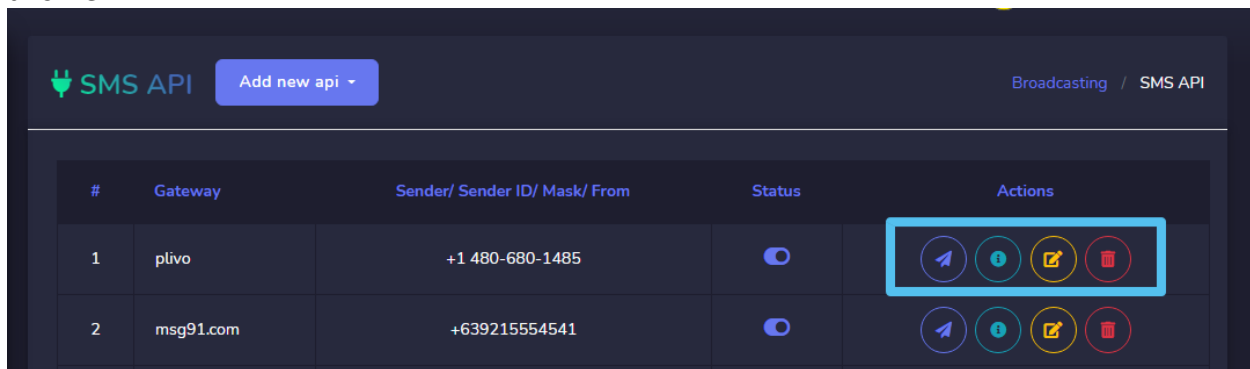 SMS API Add new api Broadcasting / SMS API
# Gateway Sender/ Sender ID/ Mask/ From Status Actions
1 plivo +1 480-680-1485
2 msg91.com +639215554541